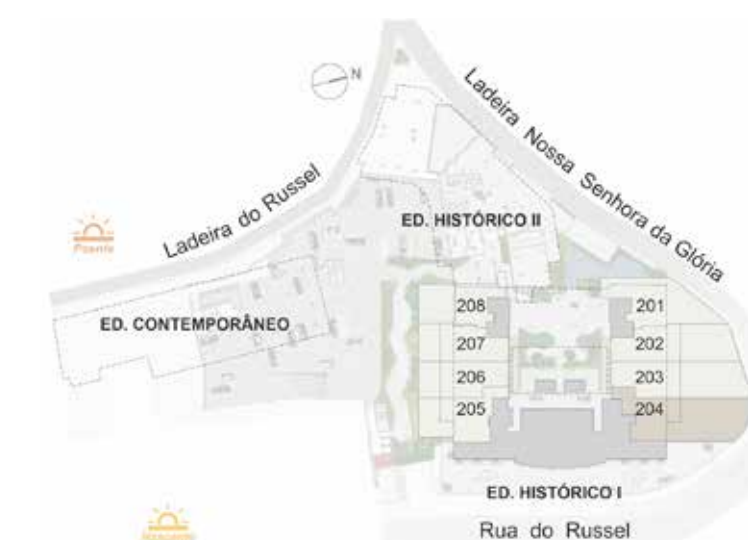 N
Ladeira Nossa Senhora da Glória
Ladeira do Russel
Poente
ED. HISTÓRICO II
ED. CONTEMPORÂNEO
208
201
207
202
206
203
205
204
ED. HISTÓRICO I
Rua do Russel